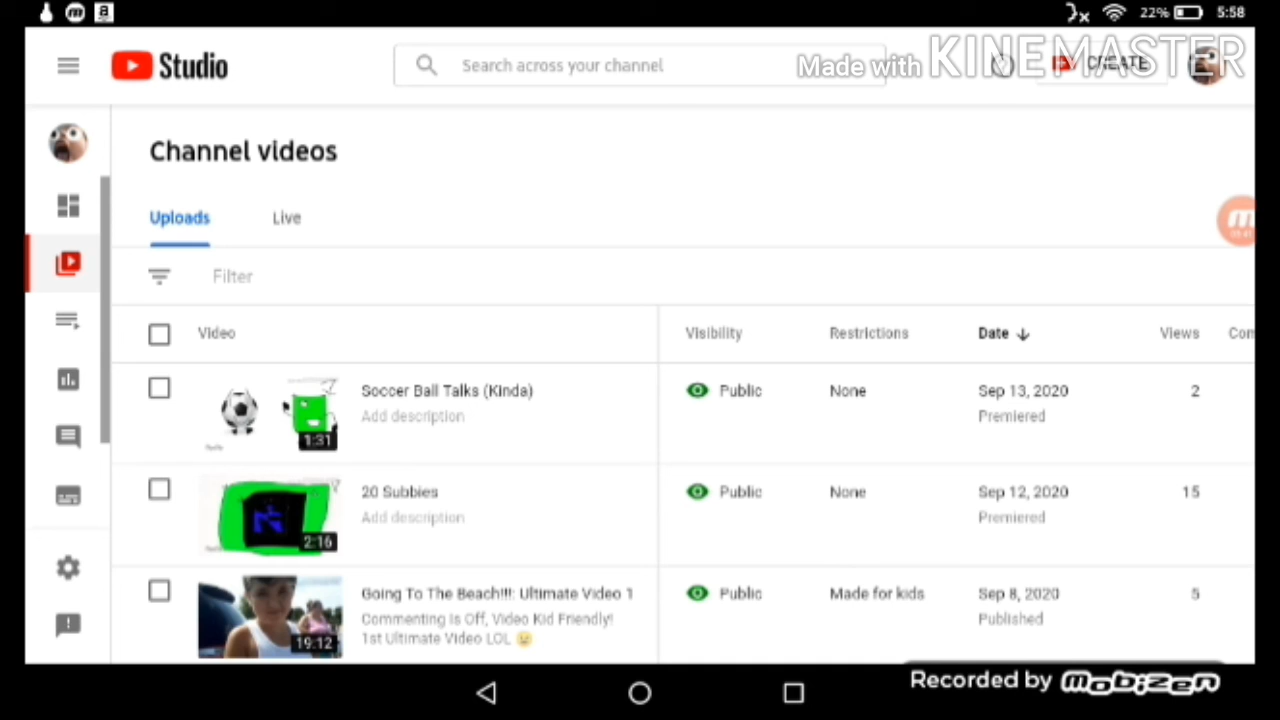 22% 5:58
Studio
Search across your channel
Made with KINEMASTER
CREATE
Channel videos
Uploads Live
Filter
Video Visibility Restrictions Date Views Con
Soccer Ball Talks (Kinda) Public None Sep 13, 2020 2
Add description Premiered
1:31
20 Subbies Public None Sep 12, 2020 15
Add description Premiered
2:16
Going To The Beach!!!: Ultimate Video 1 Public Made for kids Sep 8, 2020 5
Commenting Is Off, Video Kid Friendly! Published
1st Ultimate Video LOL 😉
19:12
Recorded by mobizen